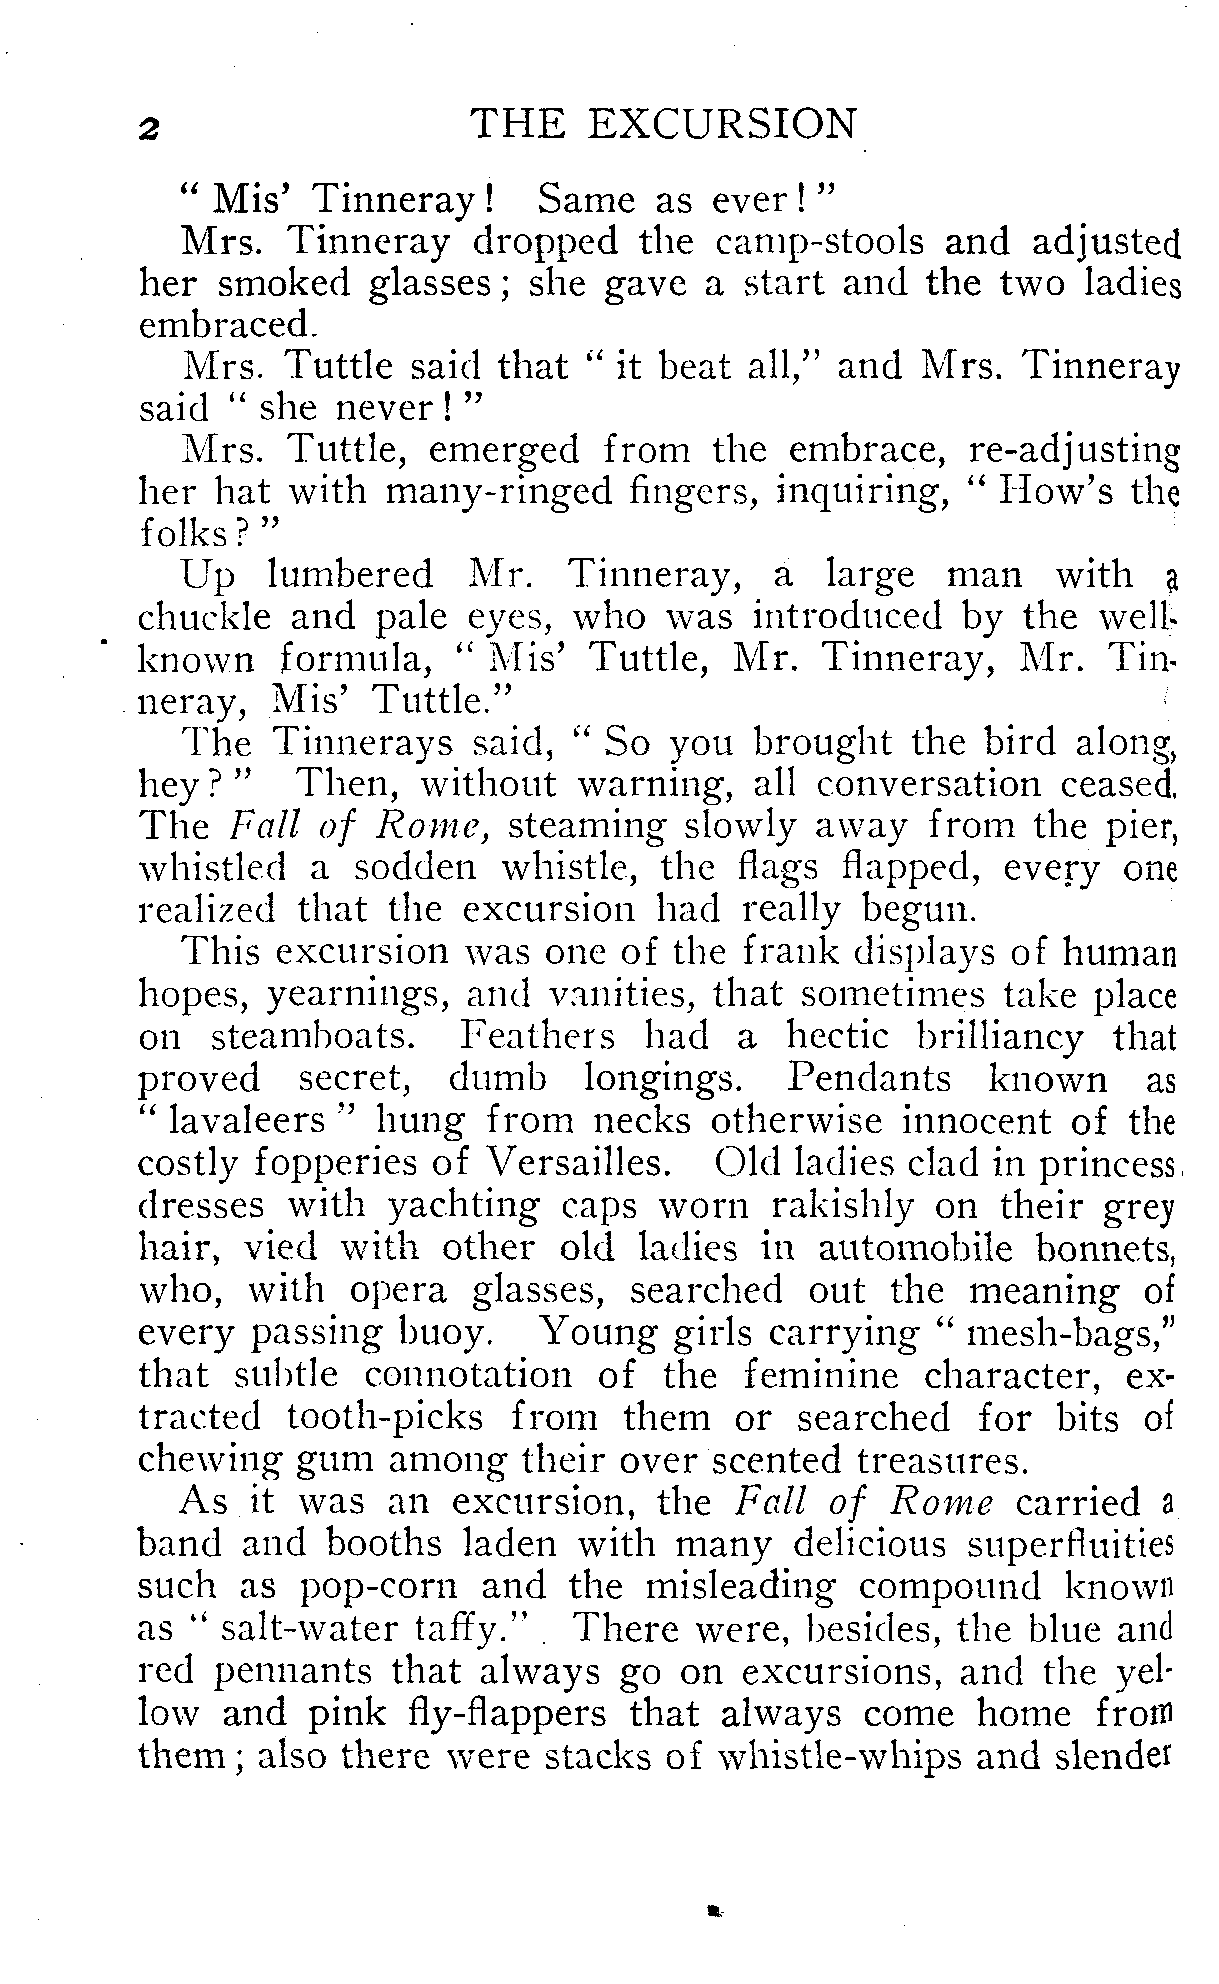 2 THE EXCURSION
" Mis' Tinneray! Same as ever! "
Mrs. Tinneray dropped the camp-stools and adjusted
her smoked glasses; she gave a start and the two ladies
embraced.
Mrs. Tuttle said that " it beat all," and Mrs. Tinneray
said " she never! "
Mrs. Tuttle, emerged from the embrace, re-adjusting
her hat with many-ringed fingers, inquiring, " How's the
folks? "
Up lumbered Mr. Tinneray, a large man with a
chuckle and pale eyes, who was introduced by the well-
known formula, " Mis' Tuttle, Mr. Tinneray, Mr. Tin-
neray, Mis' Tuttle."
The Tinnerays said, " So you brought the bird along,
hey? " Then, without warning, all conversation ceased.
The Fall of Rome, steaming slowly away from the pier,
whistled a sodden whistle, the flags flapped, every one
realized that the excursion had really begun.
This excursion was one of the frank displays of human
hopes, yearnings, and vanities, that sometimes take place
on steamboats. Feathers had a hectic brilliancy that
proved secret, dumb longings. Pendants known as
" lavaleers " hung from necks otherwise innocent of the
costly fopperies of Versailles. Old ladies clad in princess
dresses with yachting caps worn rakishly on their grey
hair, vied with other old ladies in automobile bonnets,
who, with opera glasses, searched out the meaning of
every passing buoy. Young girls carrying " mesh-bags,"
that subtle connotation of the feminine character, ex-
tracted tooth-picks from them or searched for bits of
chewing gum among their over scented treasures.
As it was an excursion, the Fall of Rome carried a
band and booths laden with many delicious superfluities
such as pop-corn and the misleading compound known
as " salt-water taffy." There were, besides, the blue and
red pennants that always go on excursions, and the yel-
low and pink fly-flappers that always come home from
them; also there were stacks of whistle-whips and slender